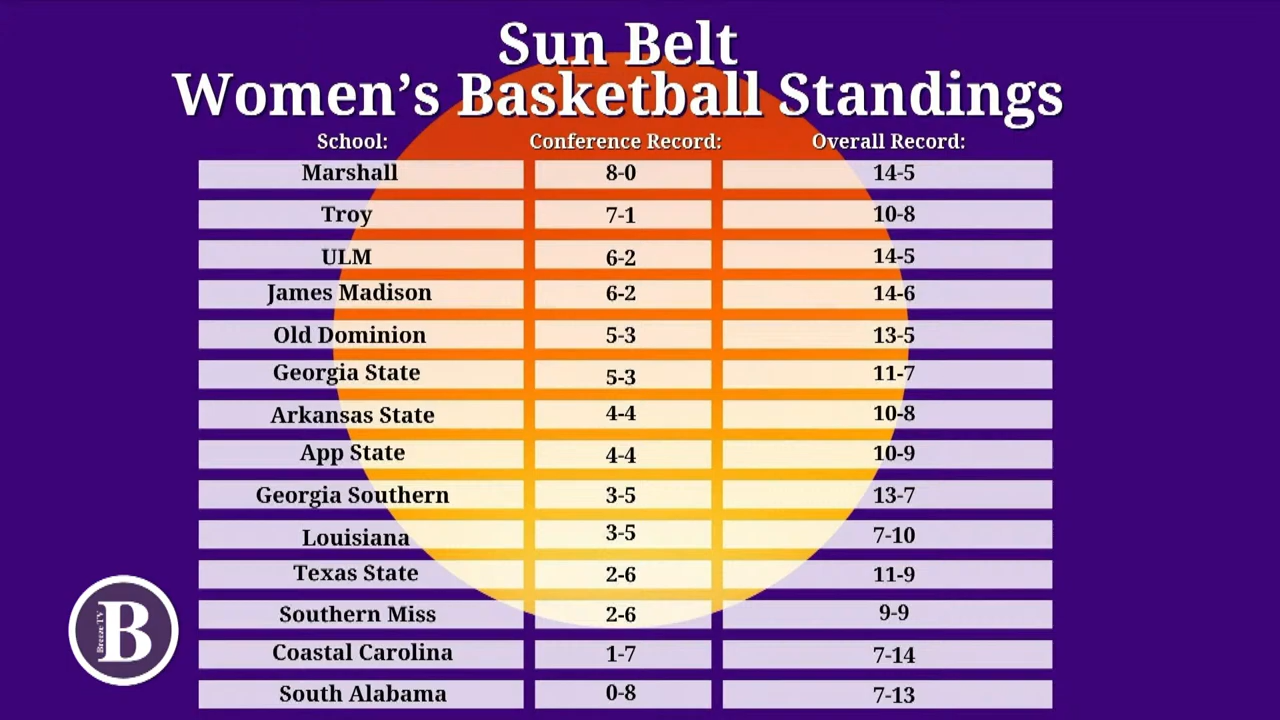 Sun Belt
Women's Basketball Standings
School: Conference Record: Overall Record:
Marshall 8-0 14-5
Troy 7-1 10-8
ULM 6-2 14-5
James Madison 6-2 14-6
Old Dominion 5-3 13-5
Georgia State 5-3 11-7
Arkansas State 4-4 10-8
App State 4-4 10-9
Georgia Southern 3-5 13-7
Louisiana 3-5 7-10
Texas State 2-6 11-9
Southern Miss 2-6 9-9
Coastal Carolina 1-7 7-14
South Alabama 0-8 7-13
B
Breeze TV